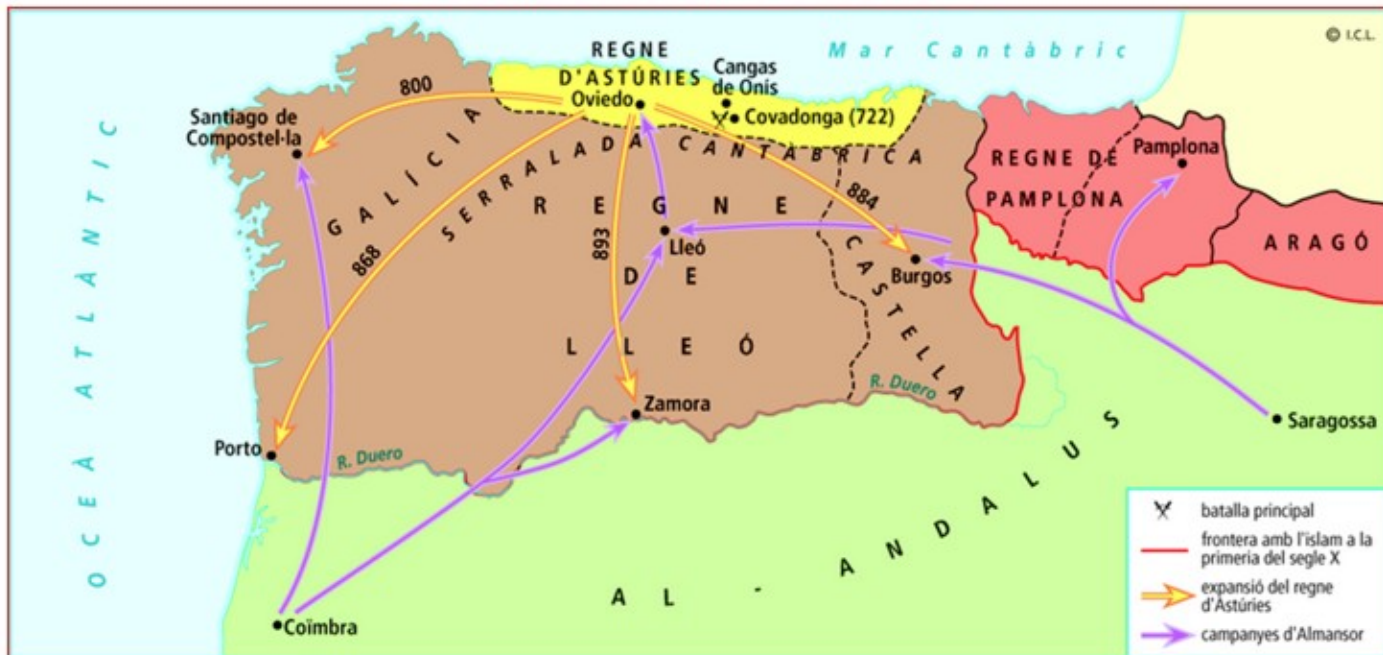 © I.C.L.
Mar Cantàbric
REGNE
D'ASTÚRIES
Oviedo
Cangas
de Onís
Covadonga (722)
800
Santiago de
Compostel·la
GALÍCIA
SERRALADA CANTÀBRICA
868
893
884
REGNE
DE
LLEÓ
Lleó
CASTELLA
Burgos
REGNE DE
PAMPLONA
Pamplona
ARAGÓ
OCEÀ ATLÀNTIC
Zamora
R. Duero
Porto
R. Duero
Saragossa
AL-ANDALUS
Coïmbra
batalla principal
frontera amb l'islam a la
primeria del segle X
expansió del regne
d'Astúries
campanyes d'Almansor